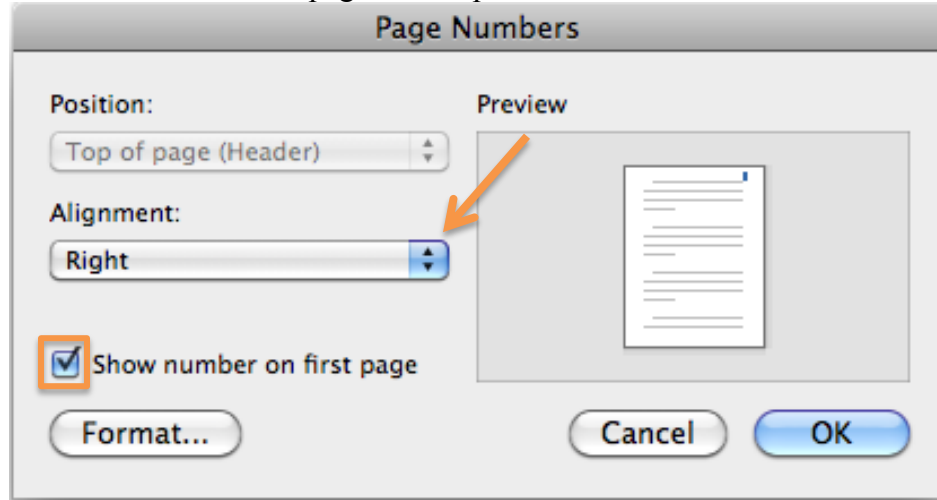 Page Numbers
Position:
Preview
Top of page (Header)
Alignment:
Right
Show number on first page
Format...
Cancel
OK